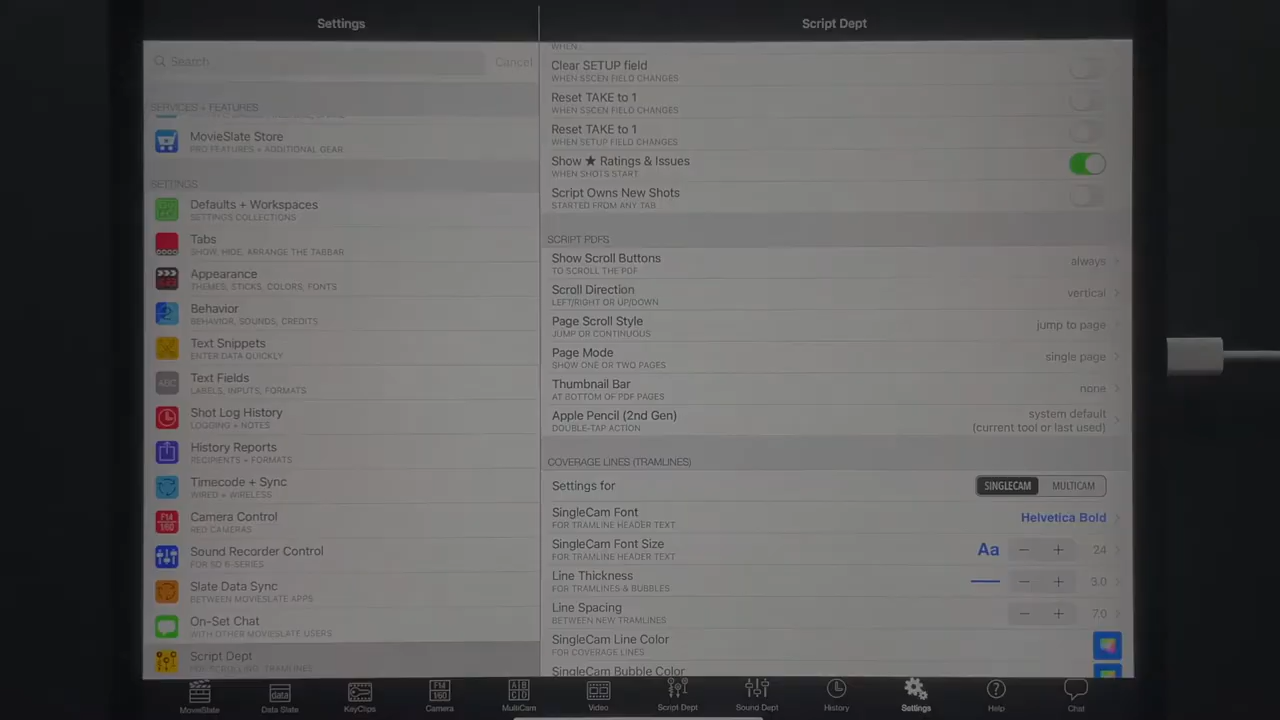 Settings
Script Dept
Search
Cancel
SERVICES + FEATURES
MovieSlate Store
PRO FEATURES + ADDITIONAL GEAR
SETTINGS
Defaults + Workspaces
SETTINGS COLLECTIONS
Tabs
SHOW, HIDE, ARRANGE THE TABBAR
Appearance
THEMES, STICKS, COLORS, FONTS
Behavior
BEHAVIOR, SOUNDS, CREDITS
Text Snippets
ENTER DATA QUICKLY
ABC
Text Fields
LABELS, INPUTS, FORMATS
Shot Log History
LOGGING + NOTES
History Reports
RECIPIENTS + FORMATS
Timecode + Sync
WIRED + WIRELESS
F14
160
Camera Control
RED CAMERAS
Sound Recorder Control
FOR SD 6-SERIES
Slate Data Sync
BETWEEN MOVIESLATE APPS
On-Set Chat
WITH OTHER MOVIESLATE USERS
Script Dept
PDF SCROLLING, TRAMLINES
WHEN
Clear SETUP field
WHEN SSCEN FIELD CHANGES
Reset TAKE to 1
WHEN SSCEN FIELD CHANGES
Reset TAKE to 1
WHEN SETUP FIELD CHANGES
Show ★ Ratings & Issues
WHEN SHOTS START
Script Owns New Shots
STARTED FROM ANY TAB
SCRIPT PDFS
Show Scroll Buttons
TO SCROLL THE PDF
always
Scroll Direction
LEFT/RIGHT OR UP/DOWN
vertical
Page Scroll Style
JUMP OR CONTINUOUS
jump to page
Page Mode
SHOW ONE OR TWO PAGES
single page
Thumbnail Bar
AT BOTTOM OF PDF PAGES
none
Apple Pencil (2nd Gen)
DOUBLE-TAP ACTION
system default
(current tool or last used)
COVERAGE LINES (TRAMLINES)
Settings for
SINGLECAM MULTICAM
SingleCam Font
FOR TRAMLINE HEADER TEXT
Helvetica Bold
SingleCam Font Size
FOR TRAMLINE HEADER TEXT
Aa − + 24
Line Thickness
FOR TRAMLINES & BUBBLES
− + 3.0
Line Spacing
BETWEEN NEW TRAMLINES
− + 7.0
SingleCam Line Color
FOR COVERAGE LINES
SingleCam Bubble Color
MovieSlate
data
Data Slate
KeyClips
F14
160
Camera
A B
C D
MultiCam
Video
Script Dept
Sound Dept
History
Settings
?
Help
Chat